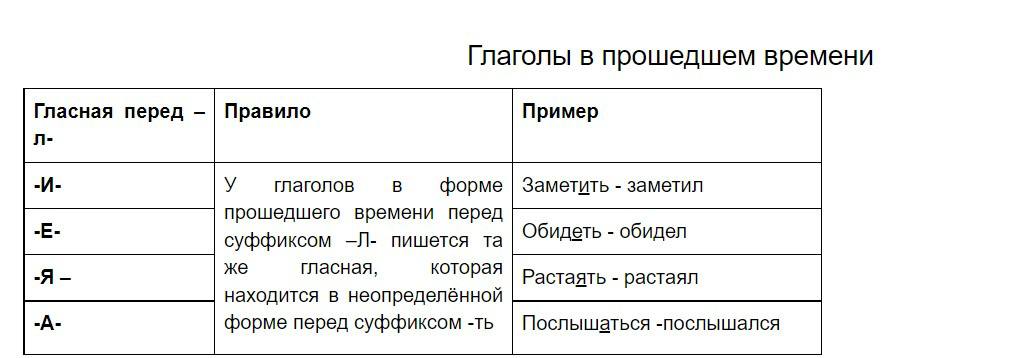 Глаголы в прошедшем времени
Гласная перед –
л-
Правило
Пример
-И-
У глаголов в форме
прошедшего времени перед
суффиксом –Л- пишется та
же гласная, которая
находится в неопределённой
форме перед суффиксом -ть
Заметить - заметил
-Е-
Обидеть - обидел
-Я –
Растаять - растаял
-А-
Послышаться -послышался